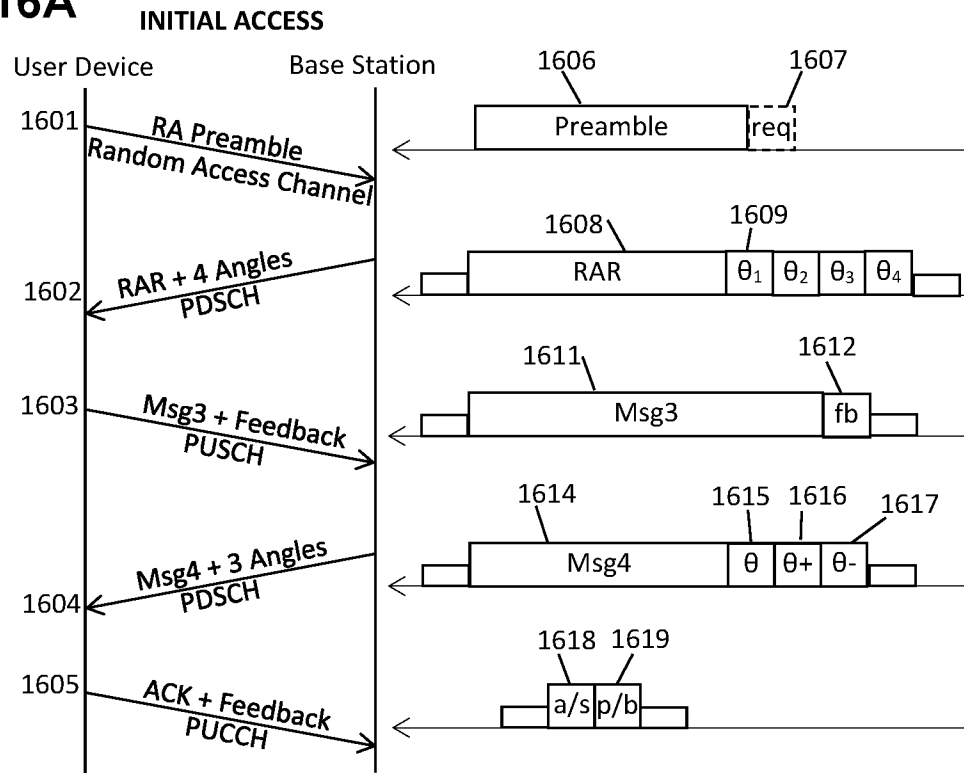 16A
INITIAL ACCESS
User Device
Base Station
1601
RA Preamble
Random Access Channel
1606
1607
Preamble
req
1602
RAR + 4 Angles
PDSCH
1608
1609
RAR
θ1
θ2
θ3
θ4
1603
Msg3 + Feedback
PUSCH
1611
1612
Msg3
fb
1604
Msg4 + 3 Angles
PDSCH
1614
1615
1616
1617
Msg4
θ
θ+
θ-
1605
ACK + Feedback
PUCCH
1618
1619
a/s
p/b